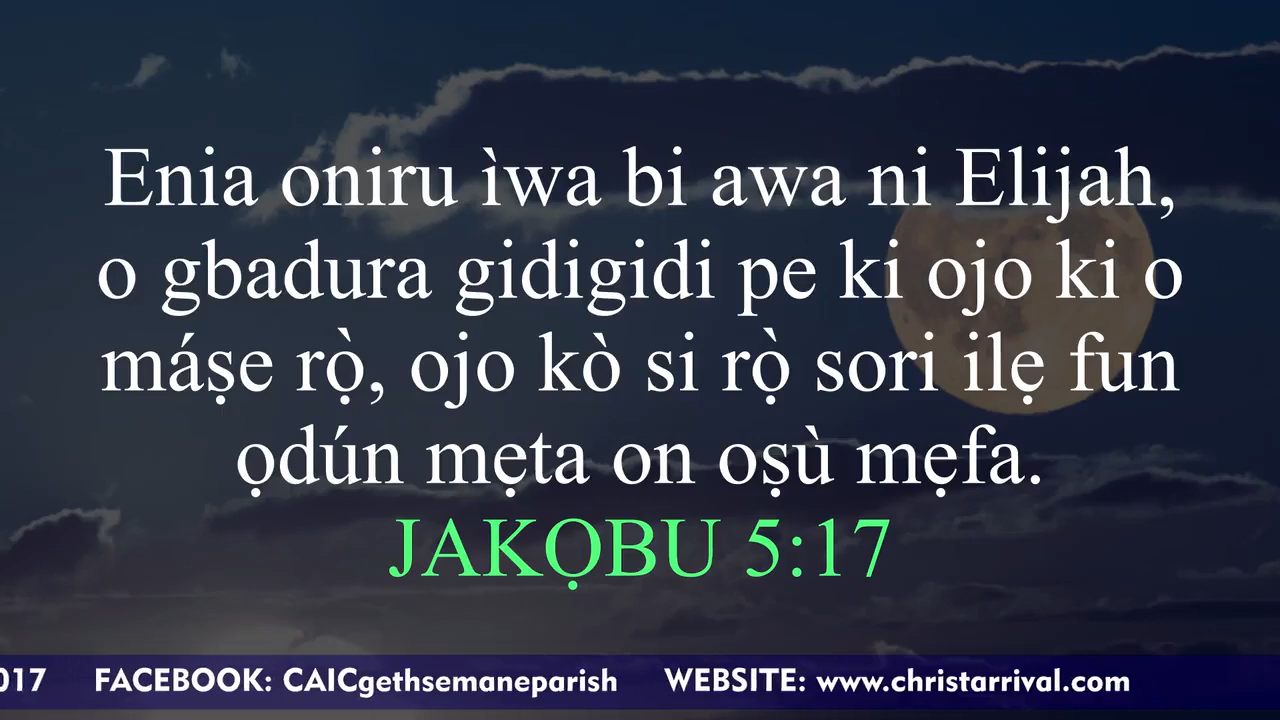 Enia oniru ìwa bi awa ni Elijah,
o gbadura gidigidi pe ki ojo ki o
máṣe rọ̀, ojo kò si rọ̀ sori ilẹ fun
ọdún mẹta on oṣù mẹfa.
JAKỌBU 5:17
017 FACEBOOK: CAICgethsemaneparish WEBSITE: www.christarrival.com